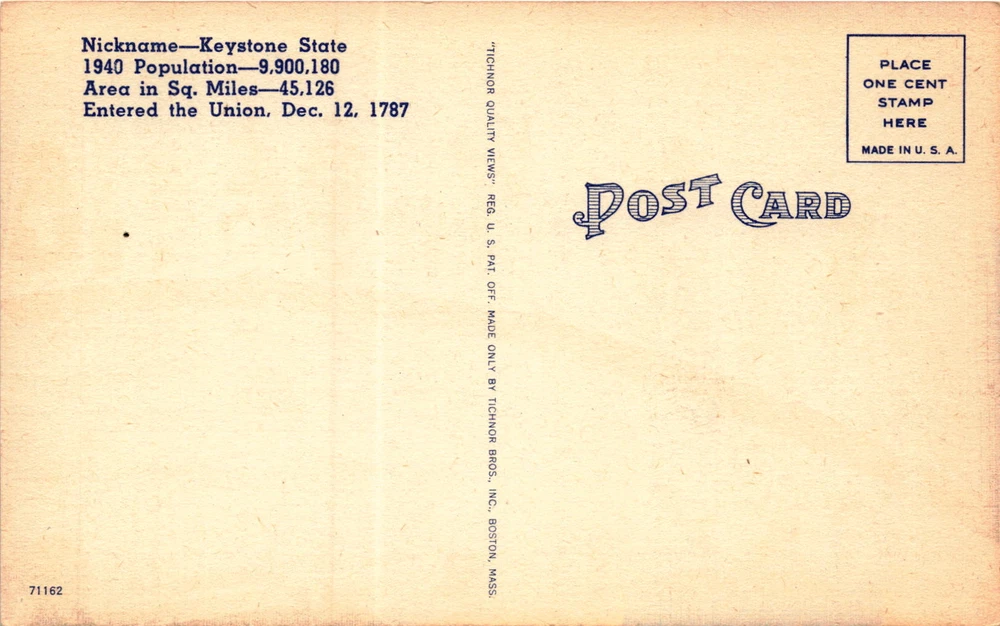 Nickname—Keystone State
1940 Population—9,900,180
Area in Sq. Miles—45,126
Entered the Union, Dec. 12, 1787
"TICHNOR QUALITY VIEWS" REG. U. S. PAT. OFF. MADE ONLY BY TICHNOR BROS., INC., BOSTON, MASS.
PLACE
ONE CENT
STAMP
HERE
MADE IN U. S. A.
POST CARD
71162